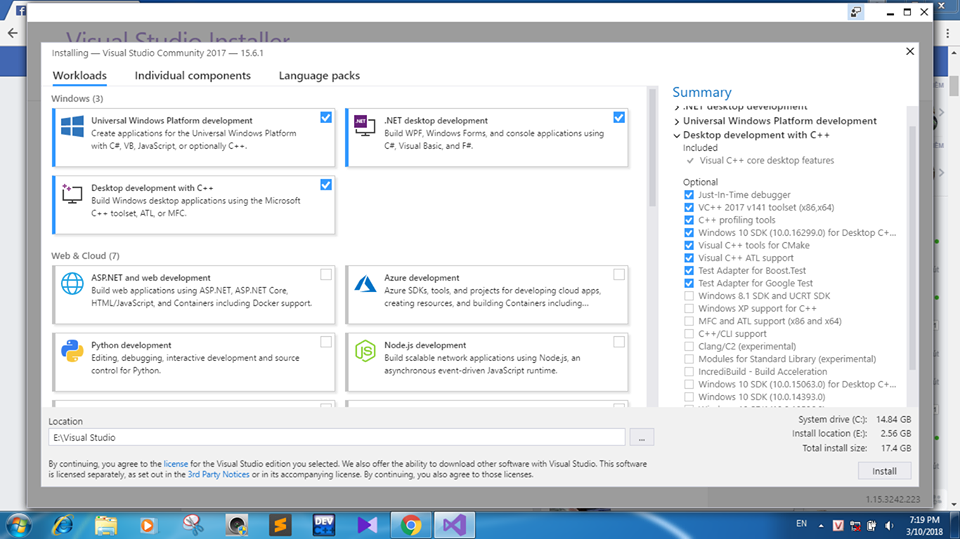 Visual Studio Installer
Installing — Visual Studio Community 2017 — 15.6.1
Workloads
Individual components
Language packs
Windows (3)
Universal Windows Platform development
Create applications for the Universal Windows Platform
with C#, VB, JavaScript, or optionally C++.
.NET
.NET desktop development
Build WPF, Windows Forms, and console applications using
C#, Visual Basic, and F#.
Desktop development with C++
Build Windows desktop applications using the Microsoft
C++ toolset, ATL, or MFC.
Web & Cloud (7)
ASP.NET and web development
Build web applications using ASP.NET, ASP.NET Core,
HTML/JavaScript, and Containers including Docker support.
Azure development
Azure SDKs, tools, and projects for developing cloud apps,
creating resources, and building Containers including...
Python development
Editing, debugging, interactive development and source
control for Python.
Node.js development
Build scalable network applications using Node.js, an
asynchronous event-driven JavaScript runtime.
Location
E:\Visual Studio
...
By continuing, you agree to the license for the Visual Studio edition you selected. We also offer the ability to download other software with Visual Studio. This software
is licensed separately, as set out in the 3rd Party Notices or in its accompanying license. By continuing, you also agree to those licenses.
Summary
.NET desktop development
Universal Windows Platform development
Desktop development with C++
Included
Visual C++ core desktop features
Optional
Just-In-Time debugger
VC++ 2017 v141 toolset (x86,x64)
C++ profiling tools
Windows 10 SDK (10.0.16299.0) for Desktop C+...
Visual C++ tools for CMake
Visual C++ ATL support
Test Adapter for Boost.Test
Test Adapter for Google Test
Windows 8.1 SDK and UCRT SDK
Windows XP support for C++
MFC and ATL support (x86 and x64)
C++/CLI support
Clang/C2 (experimental)
Modules for Standard Library (experimental)
IncrediBuild - Build Acceleration
Windows 10 SDK (10.0.15063.0) for Desktop C+...
Windows 10 SDK (10.0.14393.0)
System drive (C:) 14.84 GB
Install location (E:) 2.56 GB
Total install size: 17.4 GB
Install
1.15.3242.223
DEV
EN
7:19 PM
3/10/2018